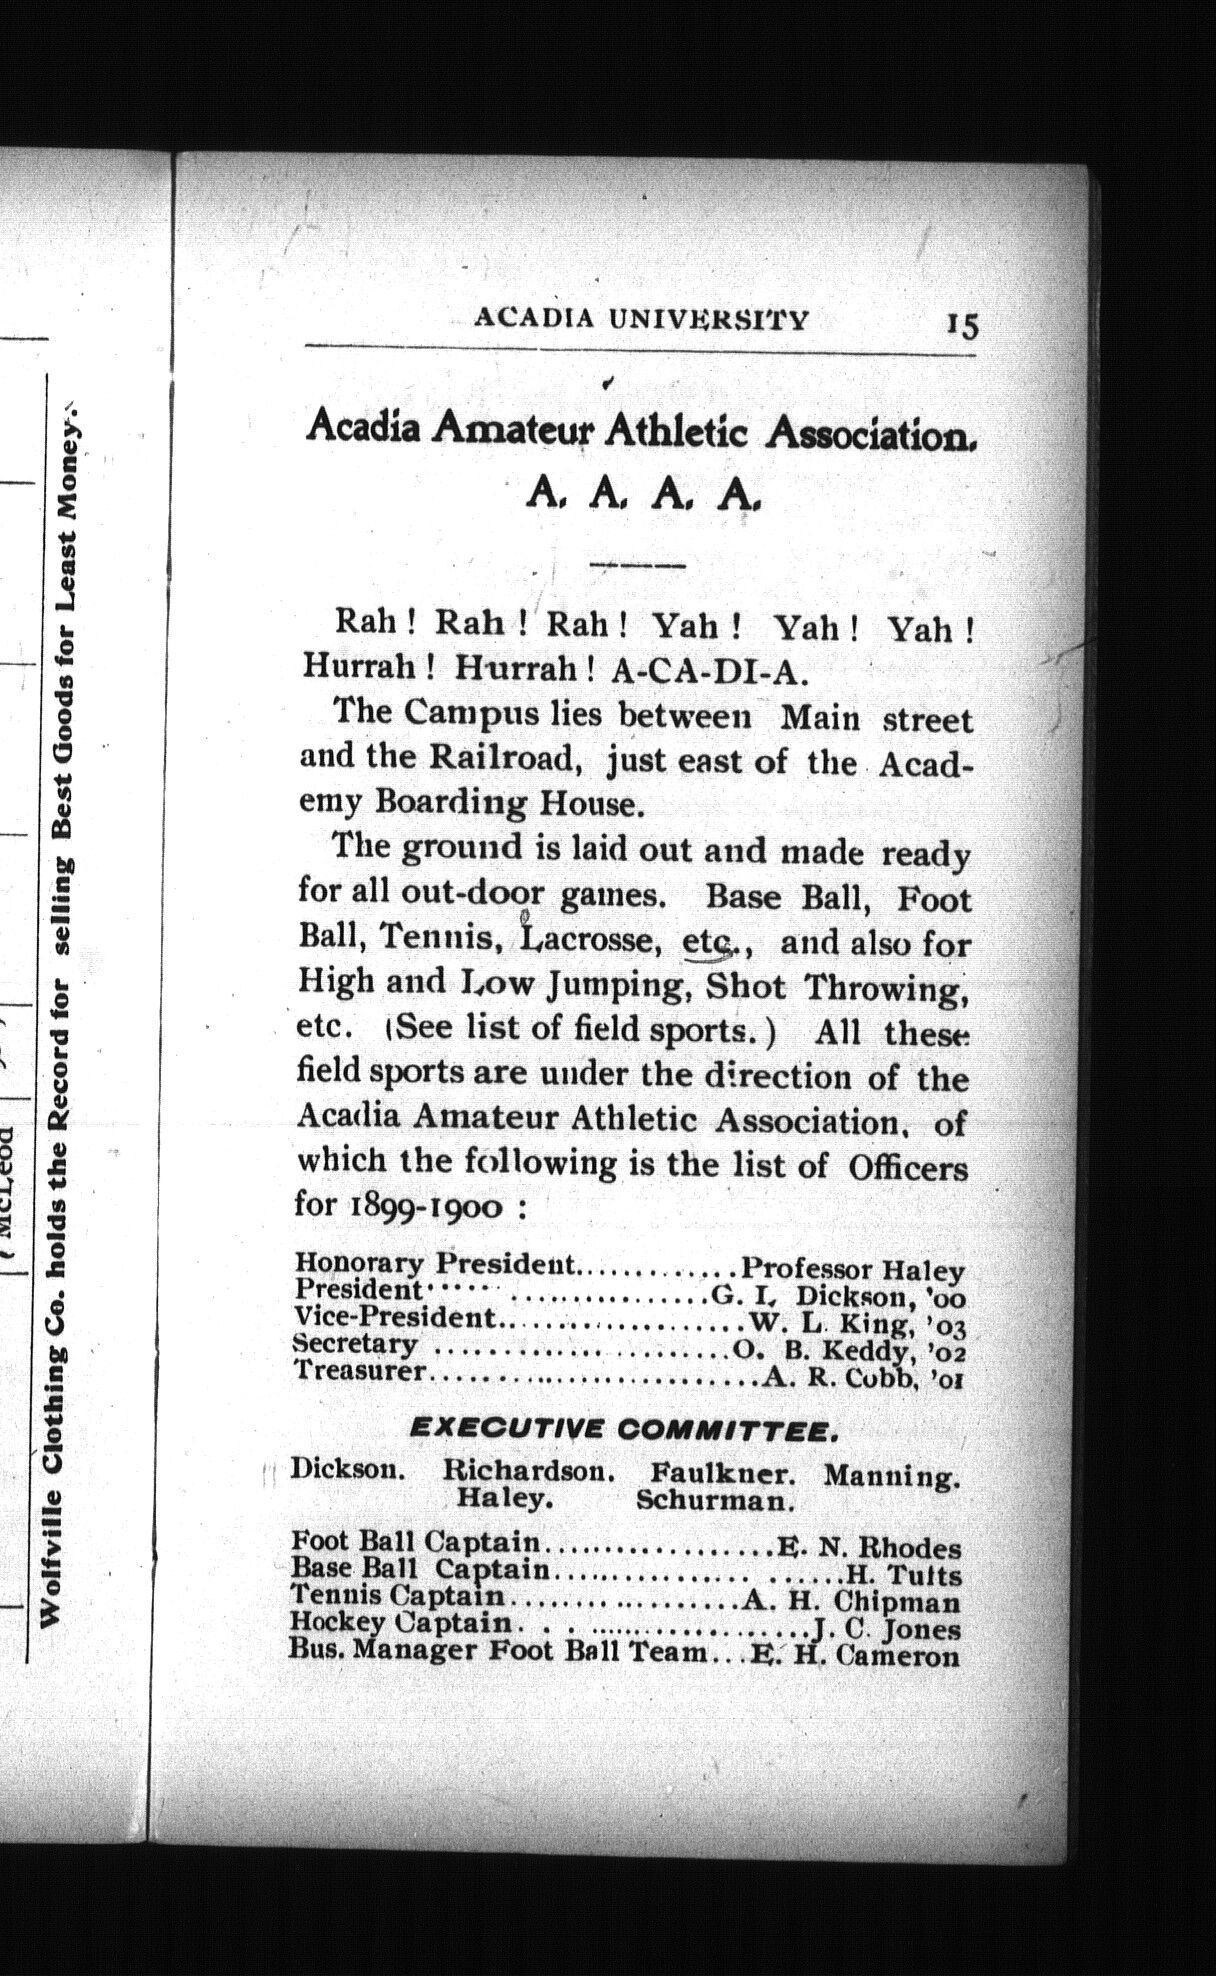 Wolfville Clothing Co. holds the Record for selling Best Goods for Least Money.
McLeod
ACADIA UNIVERSITY 15
Acadia Amateur Athletic Association.
A. A. A. A.
Rah ! Rah ! Rah ! Yah ! Yah ! Yah !
Hurrah ! Hurrah ! A-CA-DI-A.
The Campus lies between Main street
and the Railroad, just east of the Acad-
emy Boarding House.
The ground is laid out and made ready
for all out-door games. Base Ball, Foot
Ball, Tennis, Lacrosse, etc., and also for
High and Low Jumping, Shot Throwing,
etc. (See list of field sports.) All these
field sports are under the direction of the
Acadia Amateur Athletic Association, of
which the following is the list of Officers
for 1899-1900 :
Honorary President.............Professor Haley
President....................G. L. Dickson, '00
Vice-President....................W. L. King, '03
Secretary ........................O. B. Keddy, '02
Treasurer............................A. R. Cobb, '01
EXECUTIVE COMMITTEE.
Dickson. Richardson. Faulkner. Manning.
Haley. Schurman.
Foot Ball Captain...................E. N. Rhodes
Base Ball Captain.......................H. Tufts
Tennis Captain...................A. H. Chipman
Hockey Captain......................J. C. Jones
Bus. Manager Foot Ball Team...E. H. Cameron